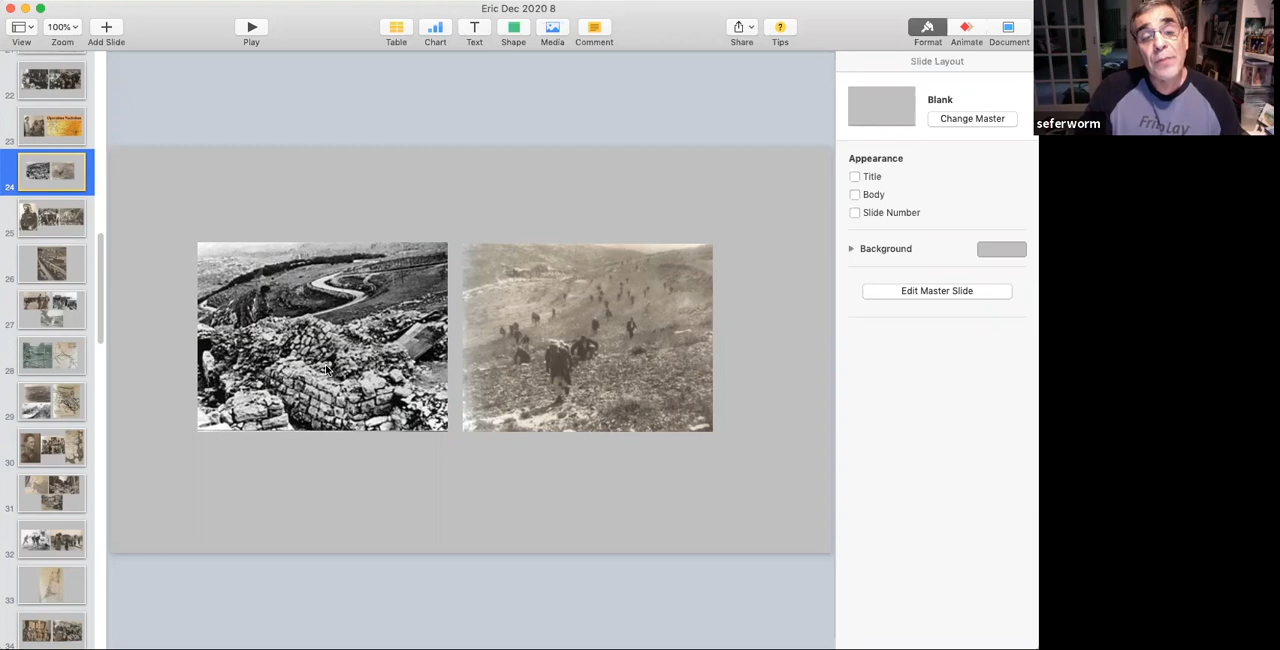 Eric Dec 2020 8
100%
View
Zoom
Add Slide
Play
Table
Chart
Text
Shape
Media
Comment
Share
Tips
Format
Animate
Document
Slide Layout
Blank
Change Master
Appearance
Title
Body
Slide Number
Background
Edit Master Slide
22
23
24
25
26
27
28
29
30
31
32
33
34
seferworm